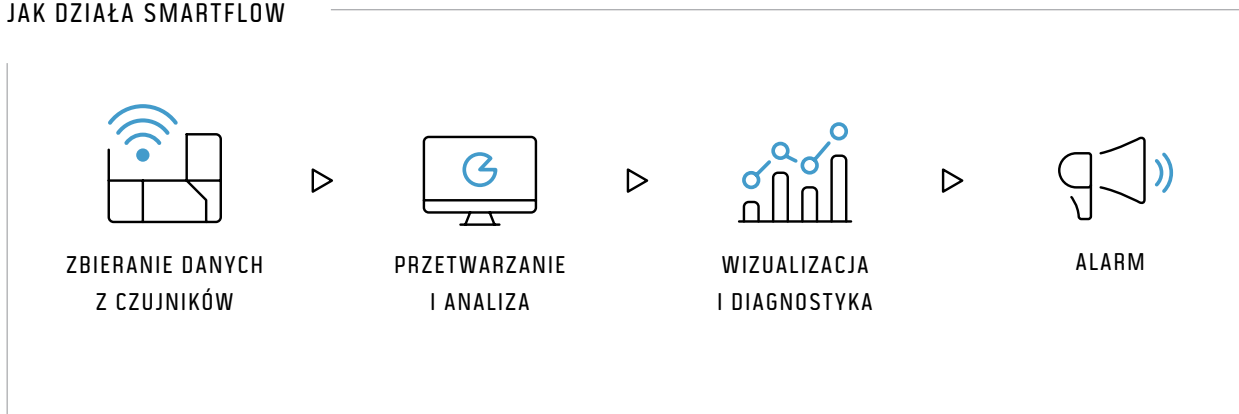 JAK DZIAŁA SMARTFLOW
ZBIERANIE DANYCH
Z CZUJNIKÓW
PRZETWARZANIE
I ANALIZA
WIZUALIZACJA
I DIAGNOSTYKA
ALARM